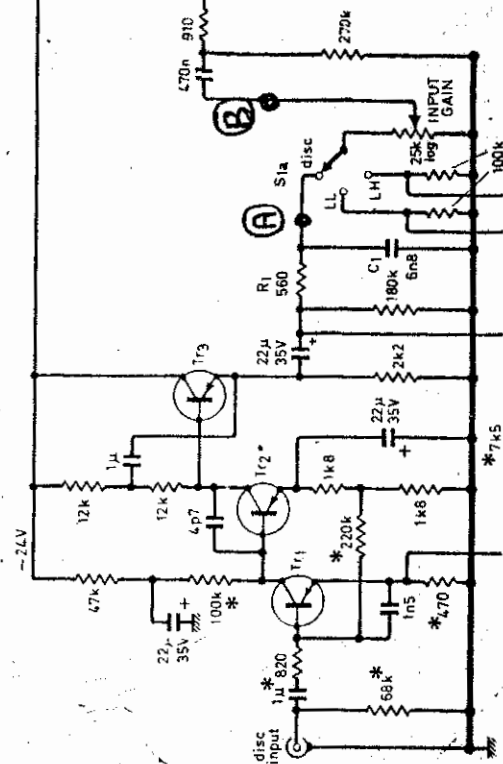 -24V
47k
22μ
35V
+
100k
*
12k
1μ
12k
4p7
Tr3
Tr2*
Tr1
disc
input
1μ
*
820
68k
*
*
220k
1n5
*470
1k8
1k8
22μ
35V
+
*7k5
22μ
35V
+
2k2
180k
R1
560
C1
6n8
A
S1a
disc
LL
LH
25k
log
INPUT
GAIN
100k
B
470n
910
270k